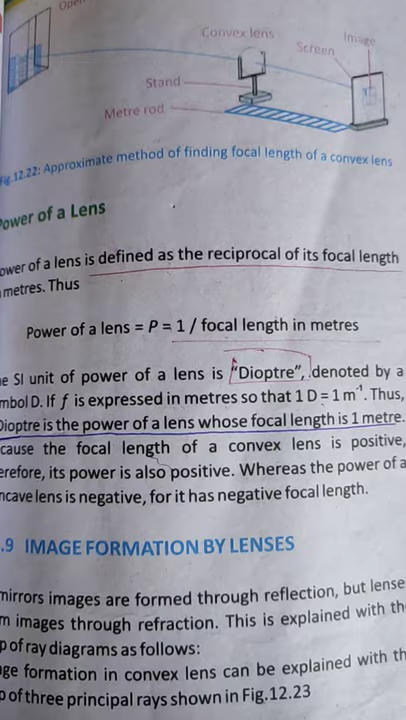 Open
Convex lens
Image
Screen
Stand
Metre rod
Fig.12.22: Approximate method of finding focal length of a convex lens
Power of a Lens
ower of a lens is defined as the reciprocal of its focal length
metres. Thus
Power of a lens = P = 1 / focal length in metres
e SI unit of power of a lens is "Dioptre", denoted by a
mbol D. If f is expressed in metres so that 1 D = 1 m⁻¹. Thus,
Dioptre is the power of a lens whose focal length is 1 metre.
cause the focal length of a convex lens is positive,
erefore, its power is also positive. Whereas the power of a
ncave lens is negative, for it has negative focal length.
.9 IMAGE FORMATION BY LENSES
mirrors images are formed through reflection, but lense
m images through refraction. This is explained with the
p of ray diagrams as follows:
ge formation in convex lens can be explained with th
p of three principal rays shown in Fig.12.23